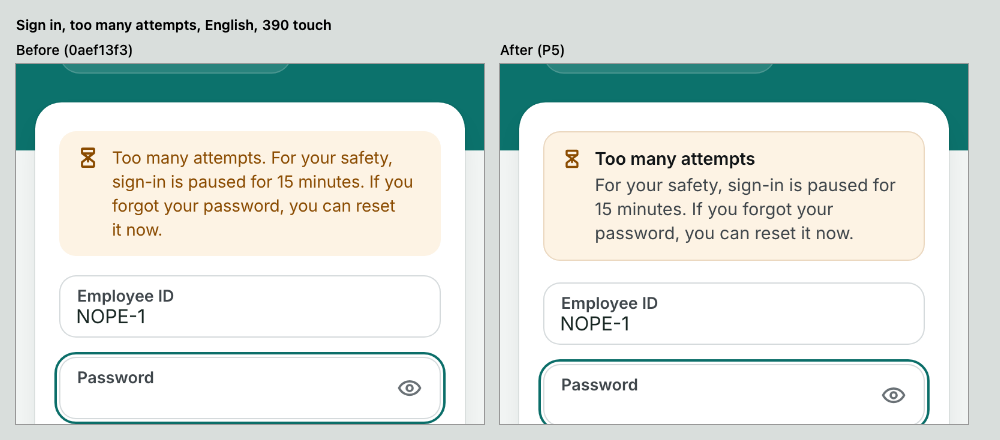 Sign in, too many attempts, English, 390 touch
Before (0aef13f3)
Too many attempts. For your safety,
sign-in is paused for 15 minutes. If you
forgot your password, you can reset
it now.
Employee ID
NOPE-1
Password
After (P5)
Too many attempts
For your safety, sign-in is paused for
15 minutes. If you forgot your
password, you can reset it now.
Employee ID
NOPE-1
Password